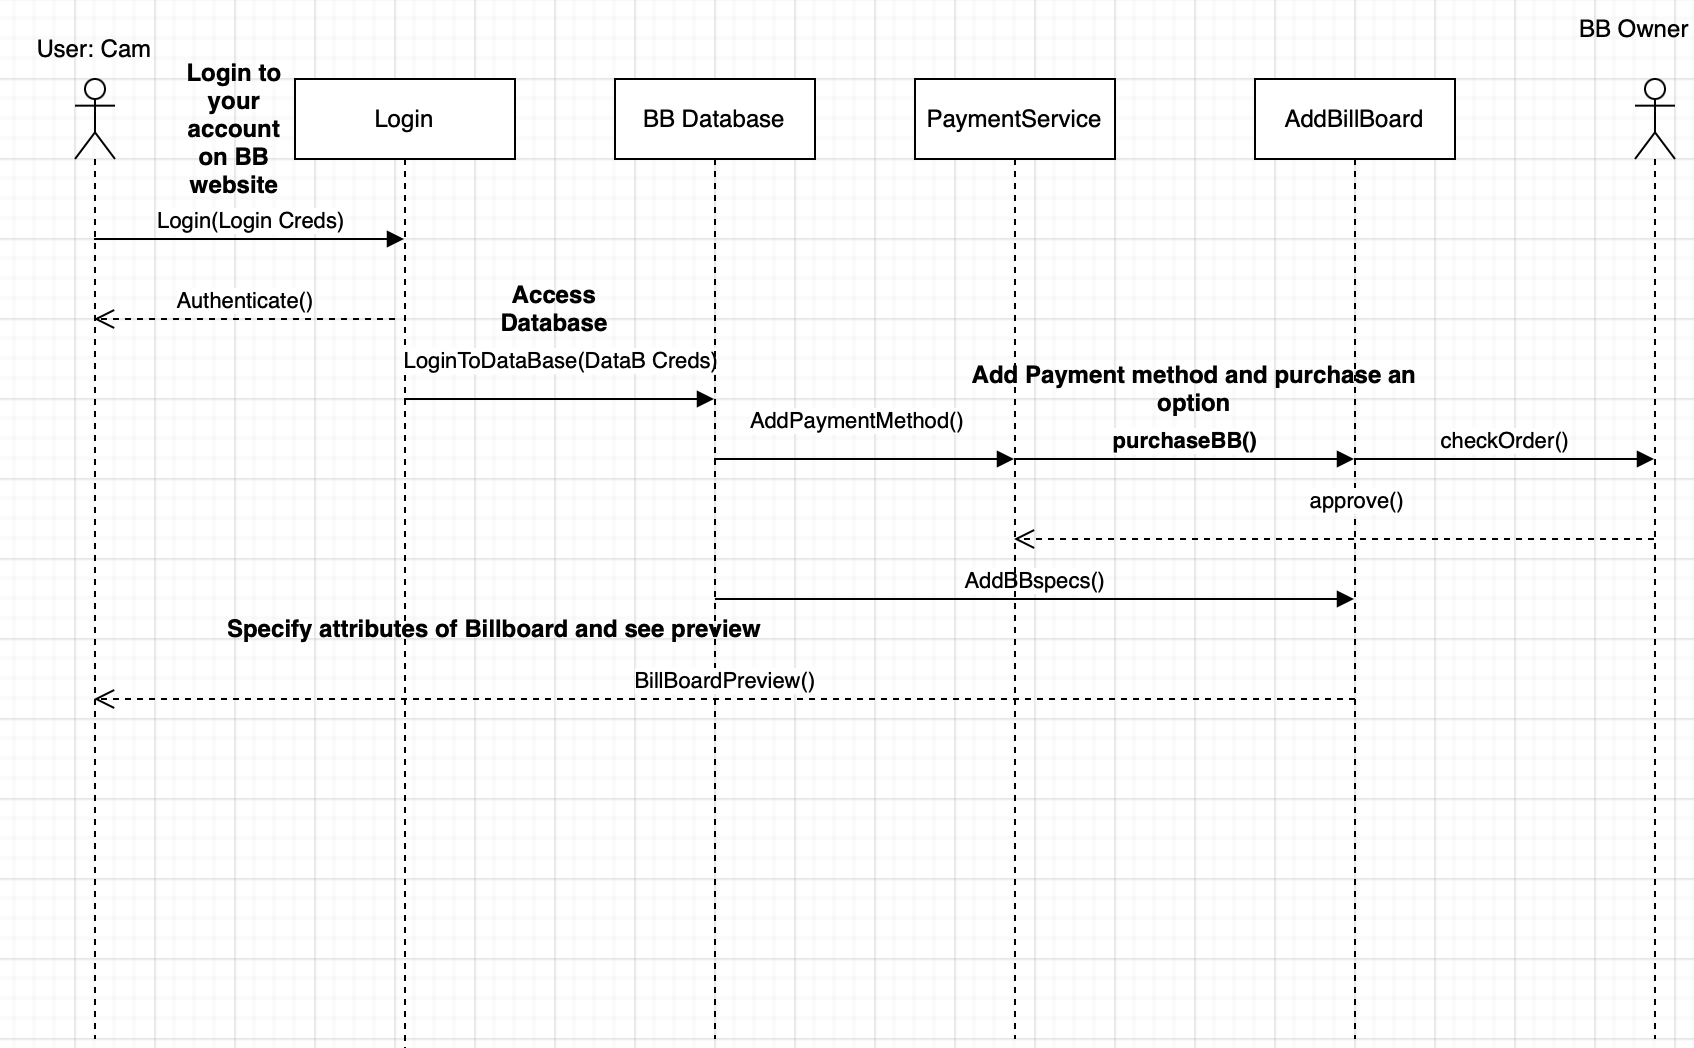 BB Owner
User: Cam
Login to
your
account
on BB
website
Login
BB Database
PaymentService
AddBillBoard
Login(Login Creds)
Authenticate()
Access
Database
LoginToDataBase(DataB Creds)
Add Payment method and purchase an
option
AddPaymentMethod()
purchaseBB()
checkOrder()
approve()
AddBBspecs()
Specify attributes of Billboard and see preview
BillBoardPreview()